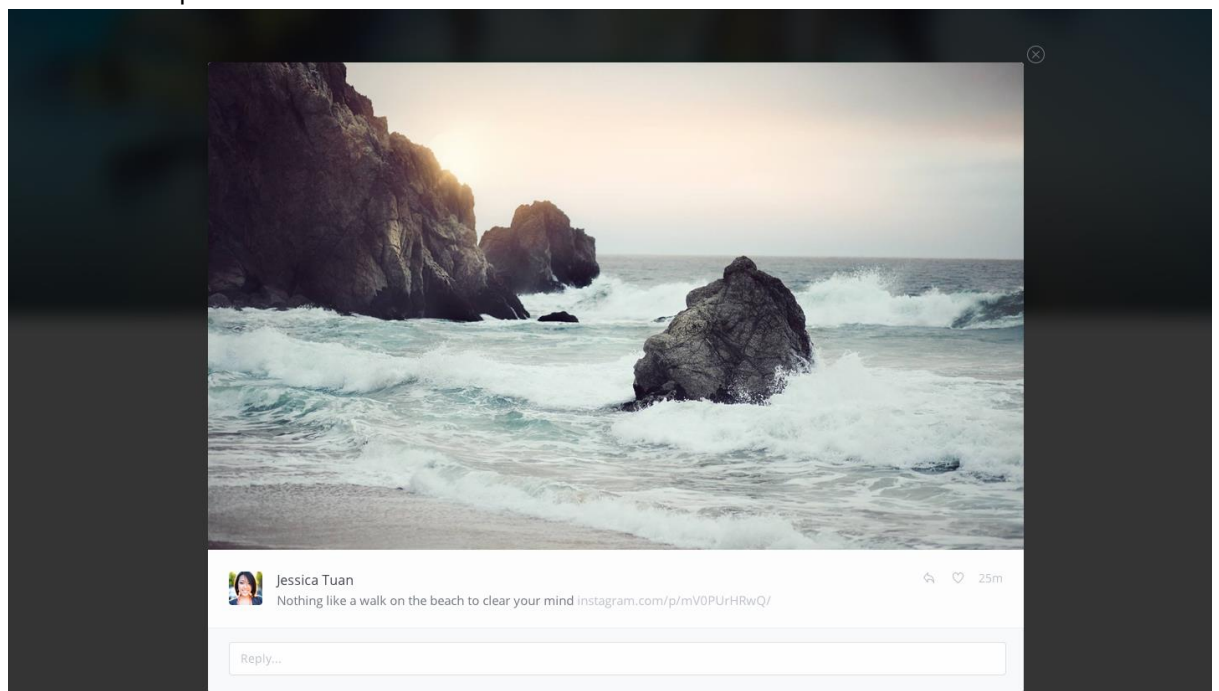 Jessica Tuan
25m
Nothing like a walk on the beach to clear your mind instagram.com/p/mV0PUrHRwQ/
Reply...